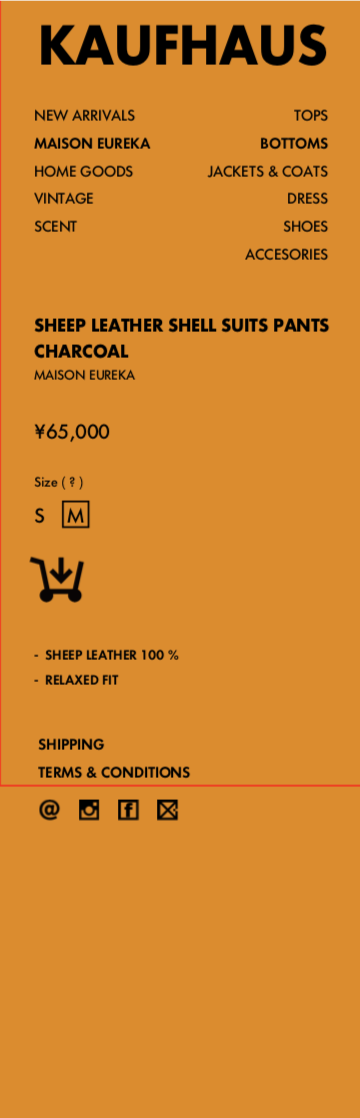 KAUFHAUS
NEW ARRIVALS
MAISON EUREKA
HOME GOODS
VINTAGE
SCENT
TOPS
BOTTOMS
JACKETS & COATS
DRESS
SHOES
ACCESORIES
SHEEP LEATHER SHELL SUITS PANTS
CHARCOAL
MAISON EUREKA
¥65,000
Size ( ? )
S M
- SHEEP LEATHER 100 %
- RELAXED FIT
SHIPPING
TERMS & CONDITIONS